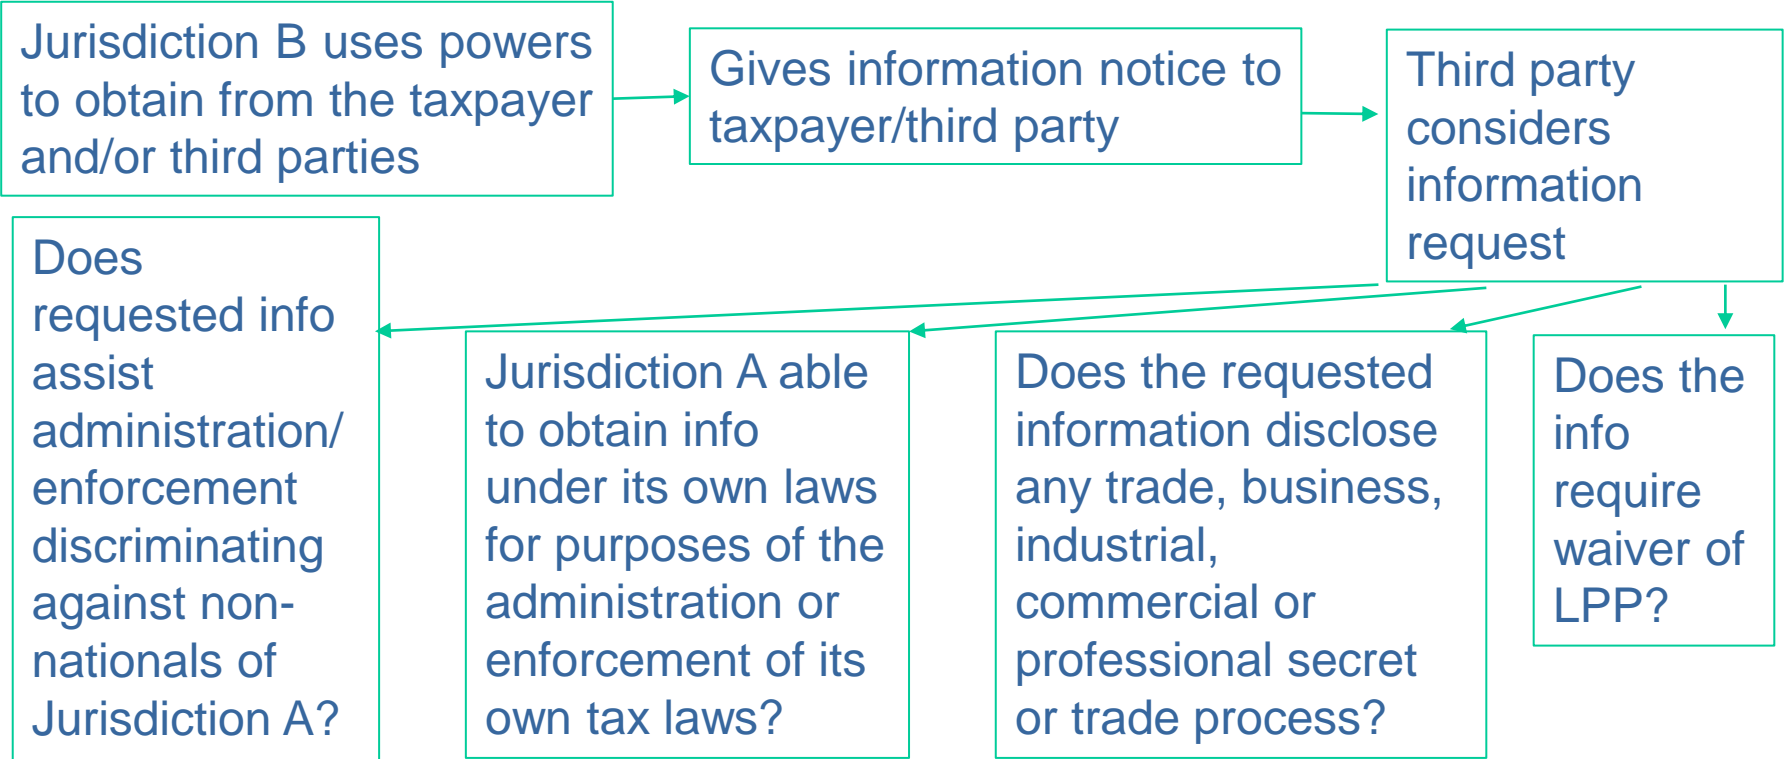 Jurisdiction B uses powers
to obtain from the taxpayer
and/or third parties
Gives information notice to
taxpayer/third party
Third party
considers
information
request
Does
requested info
assist
administration/
enforcement
discriminating
against non-
nationals of
Jurisdiction A?
Jurisdiction A able
to obtain info
under its own laws
for purposes of the
administration or
enforcement of its
own tax laws?
Does the requested
information disclose
any trade, business,
industrial,
commercial or
professional secret
or trade process?
Does the
info
require
waiver of
LPP?